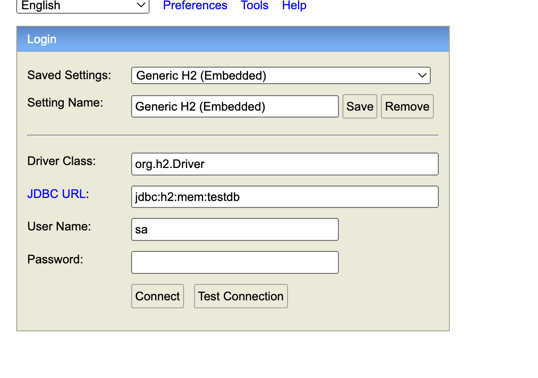 English Preferences Tools Help
Login
Saved Settings: Generic H2 (Embedded)
Setting Name: Generic H2 (Embedded) Save Remove
Driver Class: org.h2.Driver
JDBC URL: jdbc:h2:mem:testdb
User Name: sa
Password:
Connect Test Connection